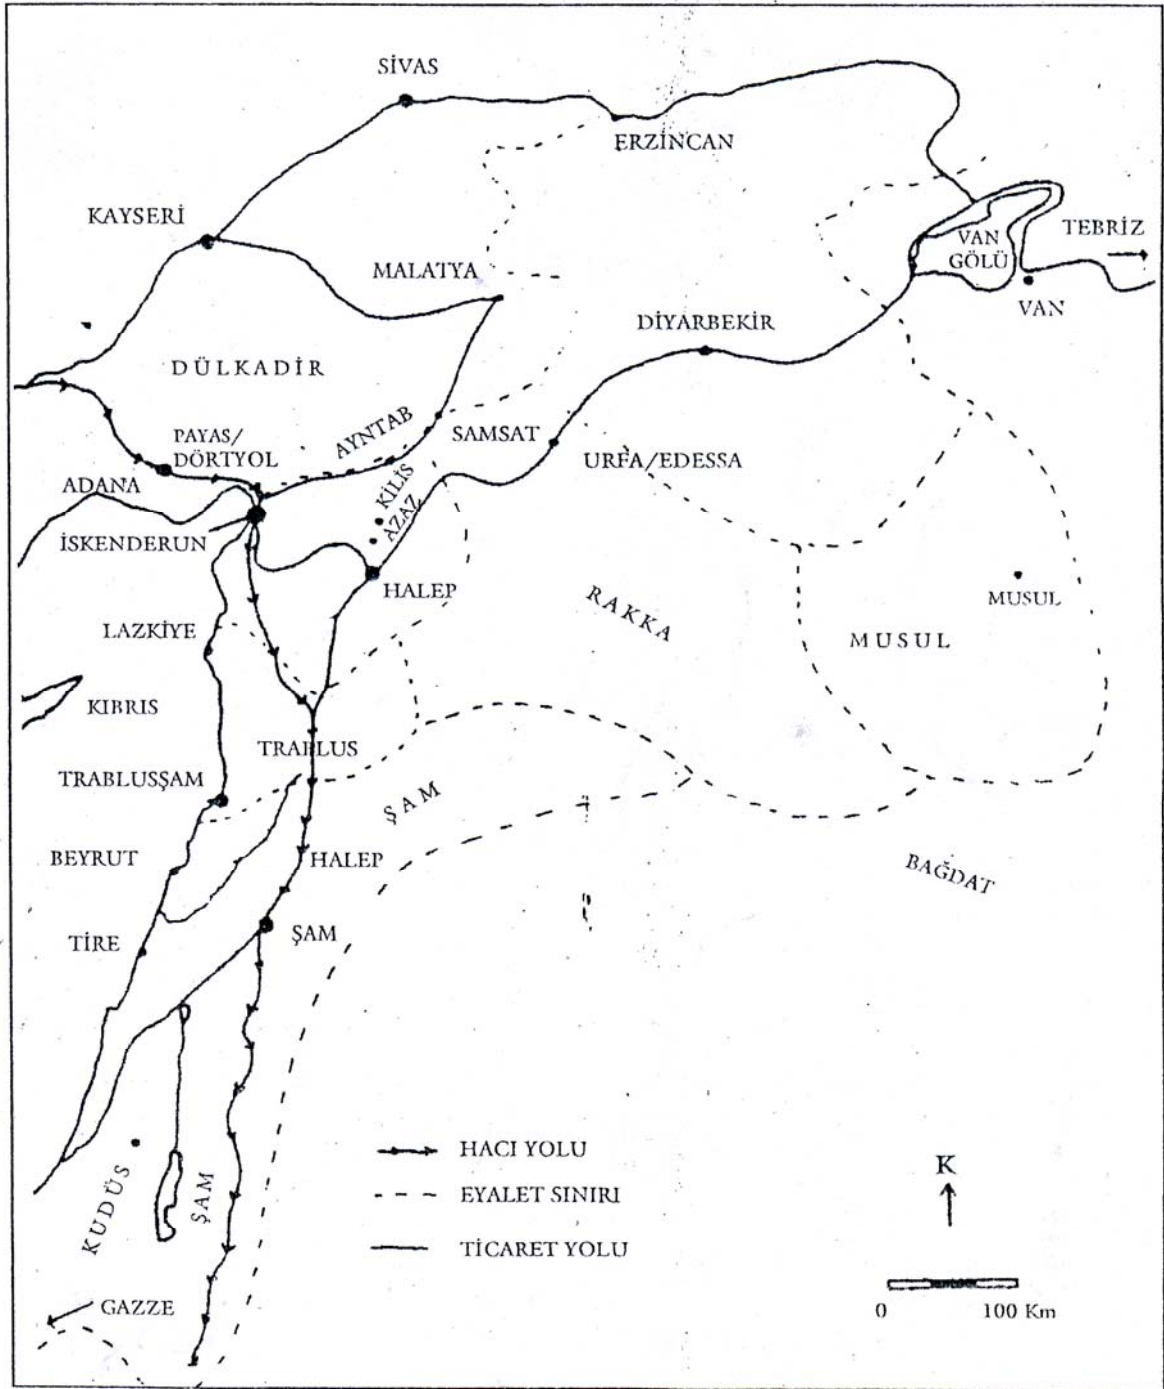 SİVAS
ERZİNCAN
KAYSERİ
TEBRİZ
VAN
GÖLÜ
MALATYA
VAN
DİYARBEKİR
DÜLKADİR
AYNTAB
SAMSAT
PAYAS/
DÖRTYOL
URFA/EDESSA
ADANA
KİLİS
AZAZ
İSKENDERUN
HALEP
RAKKA
MUSUL
LAZKİYE
MUSUL
KIBRIS
TRABLUS
TRABLUSŞAM
ŞAM
BEYRUT
HALEP
BAĞDAT
TİRE
ŞAM
HACI YOLU
K
EYALET SINIRI
KUDÜS
ŞAM
TİCARET YOLU
GAZZE
0 100 Km